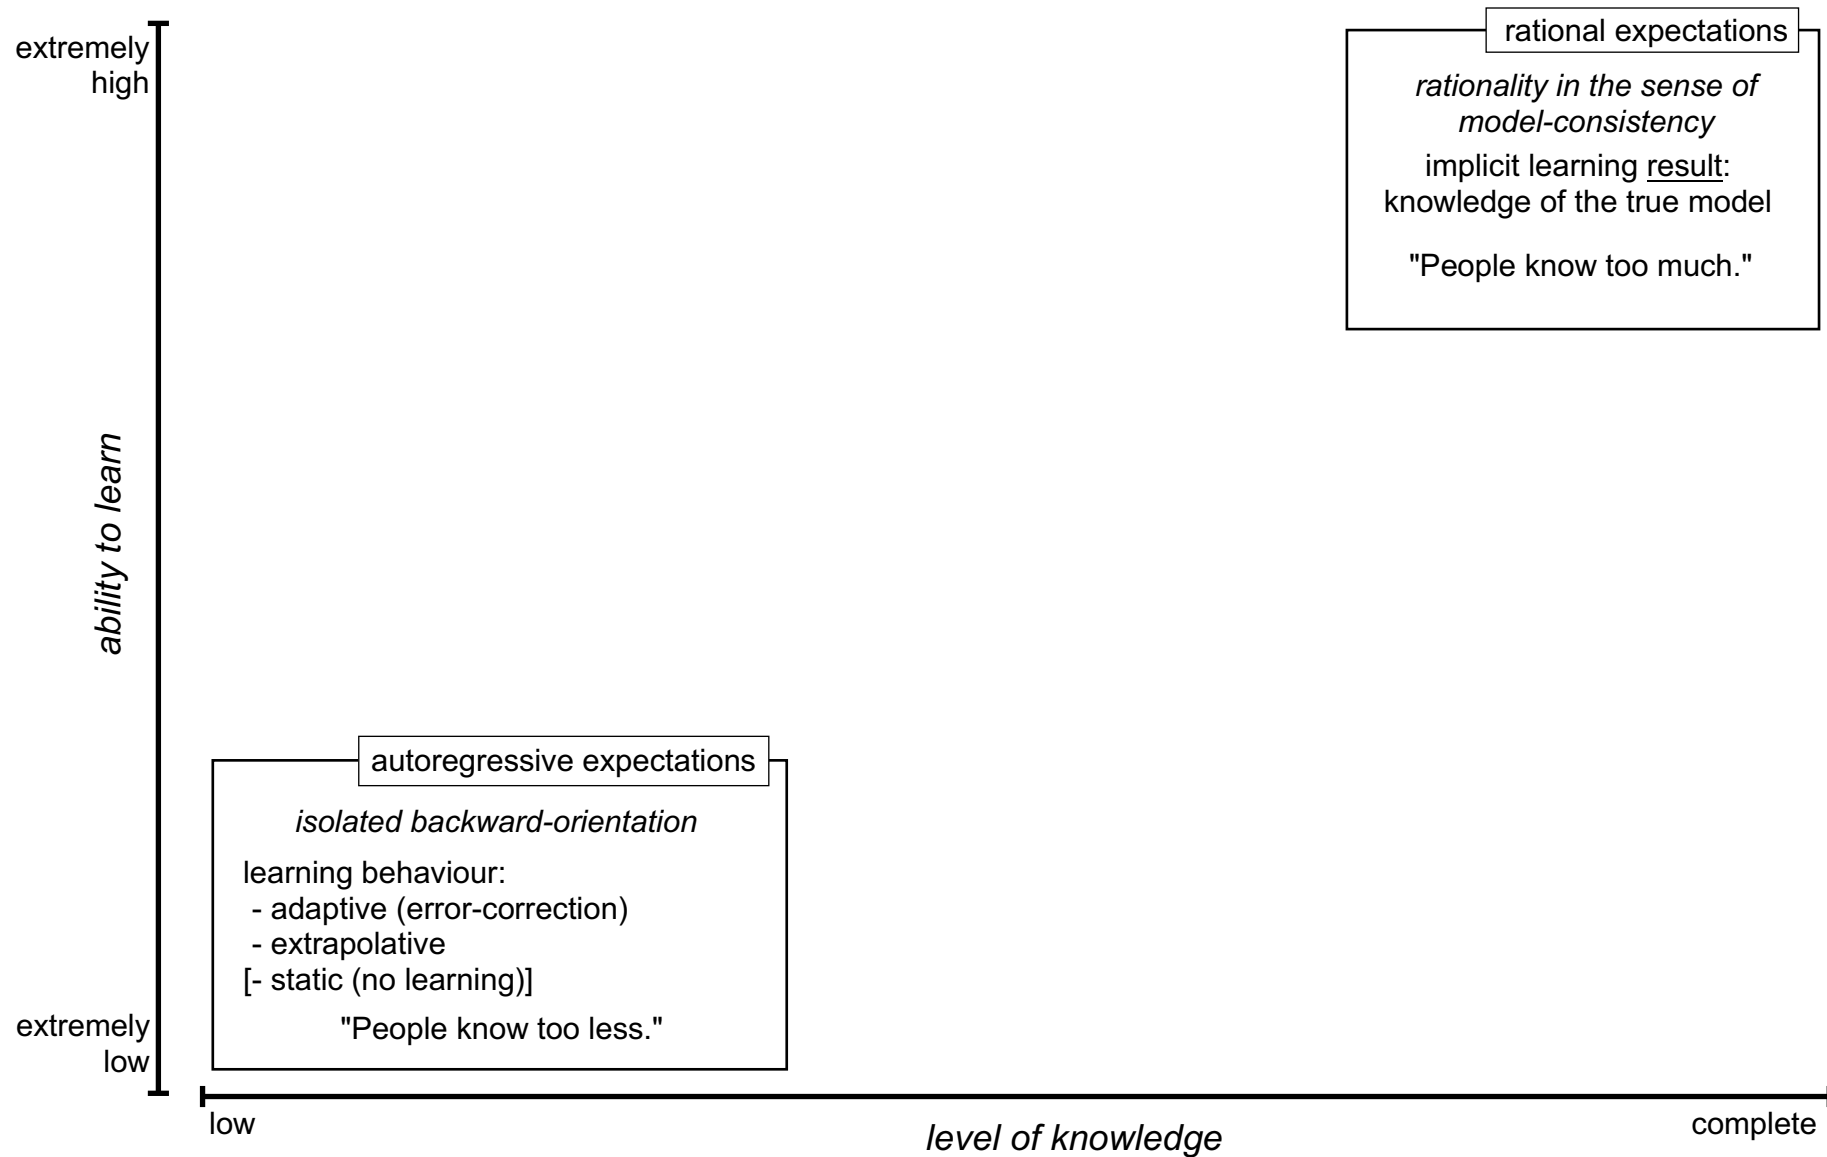 extremely
high
rational expectations
rationality in the sense of
model-consistency
implicit learning result:
knowledge of the true model
"People know too much."
ability to learn
autoregressive expectations
isolated backward-orientation
learning behaviour:
- adaptive (error-correction)
- extrapolative
[- static (no learning)]
"People know too less."
extremely
low
low
level of knowledge
complete